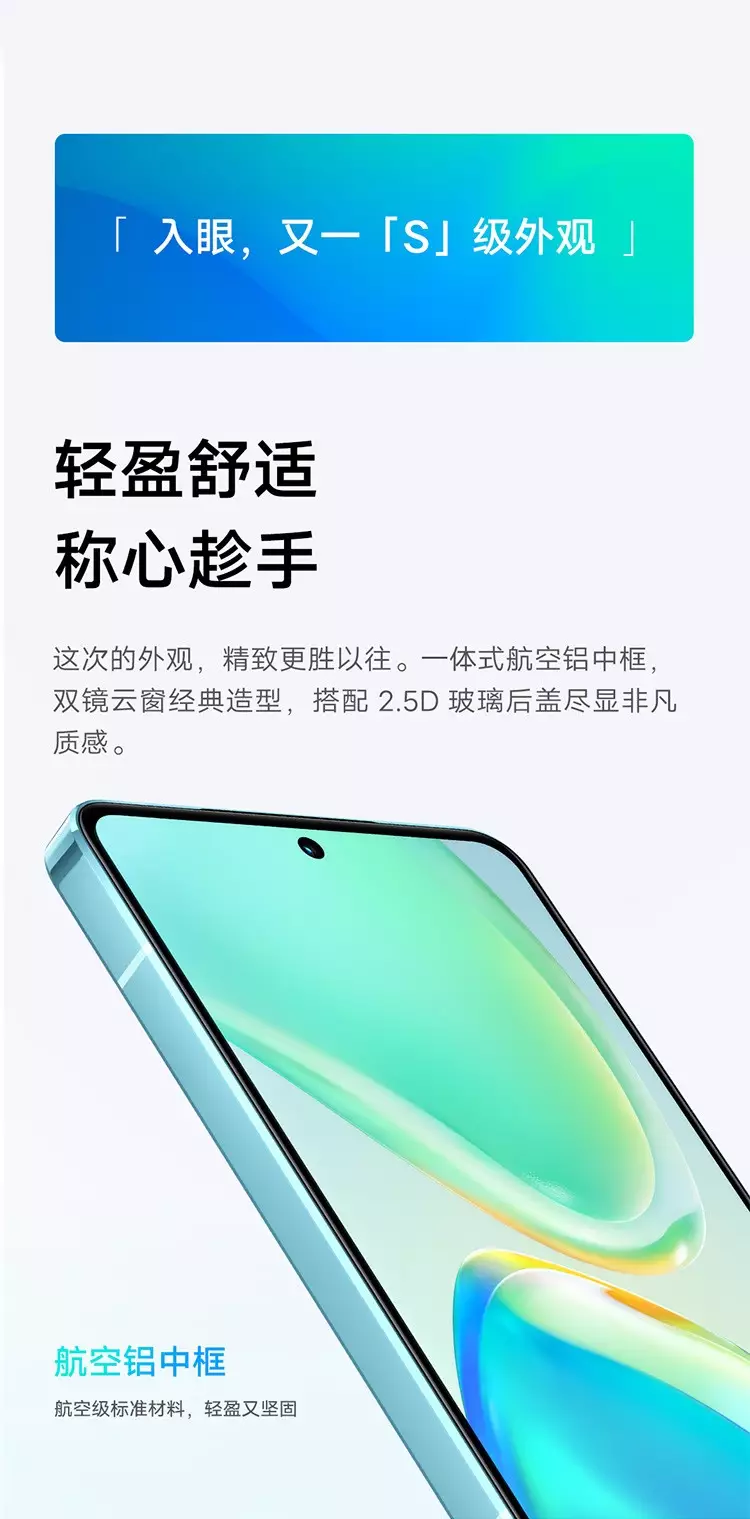 「 入眼，又一「S」级外观 」
轻盈舒适
称心趁手
这次的外观，精致更胜以往。一体式航空铝中框，
双镜云窗经典造型，搭配 2.5D 玻璃后盖尽显非凡
质感。
航空铝中框
航空级标准材料，轻盈又坚固